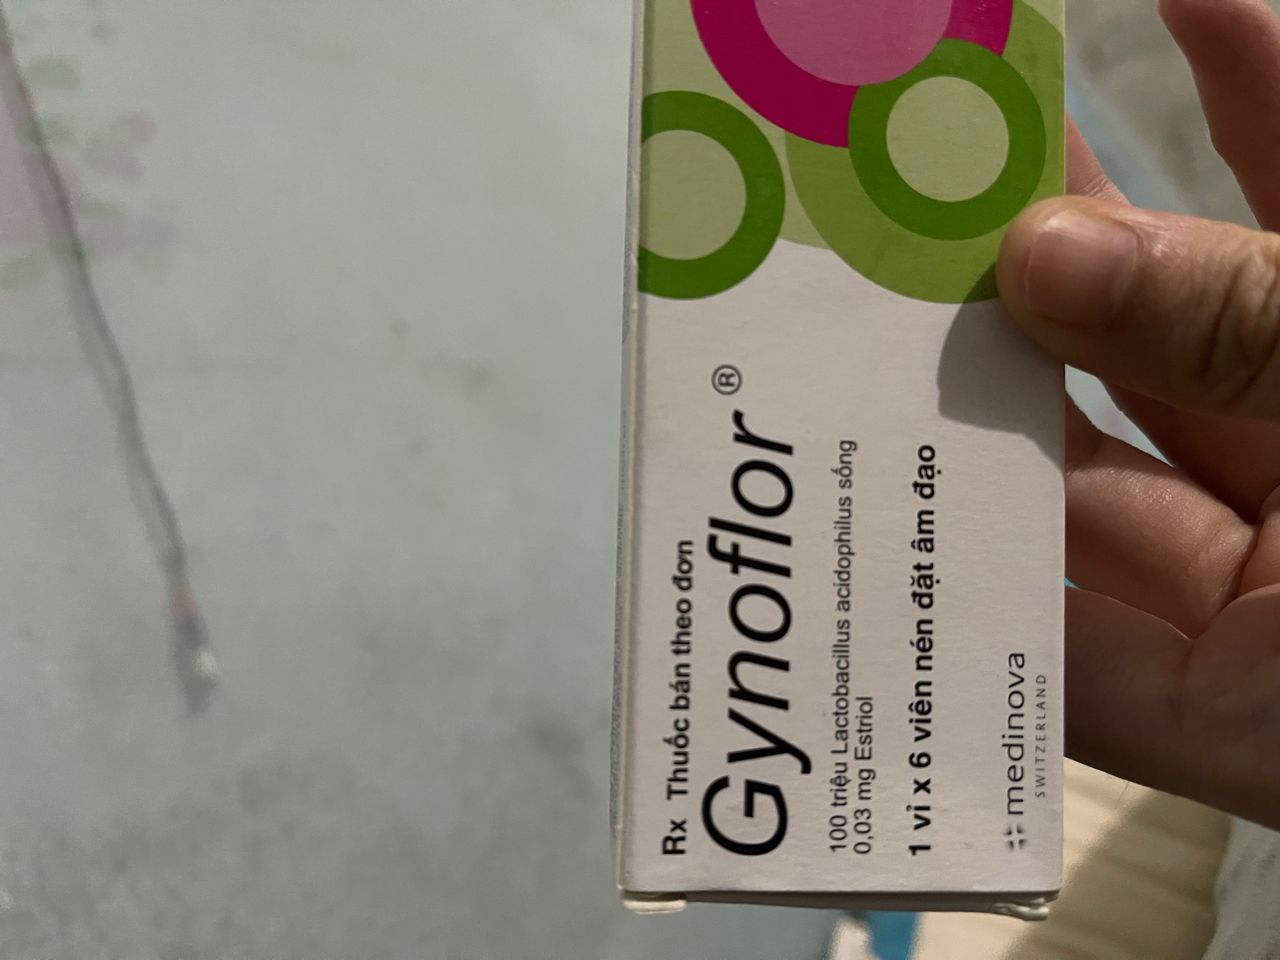 Rx Thuốc bán theo đơn
Gynoflor®
100 triệu Lactobacillus acidophilus sống
0,03 mg Estriol
1 vỉ x 6 viên nén đặt âm đạo
medinova
SWITZERLAND